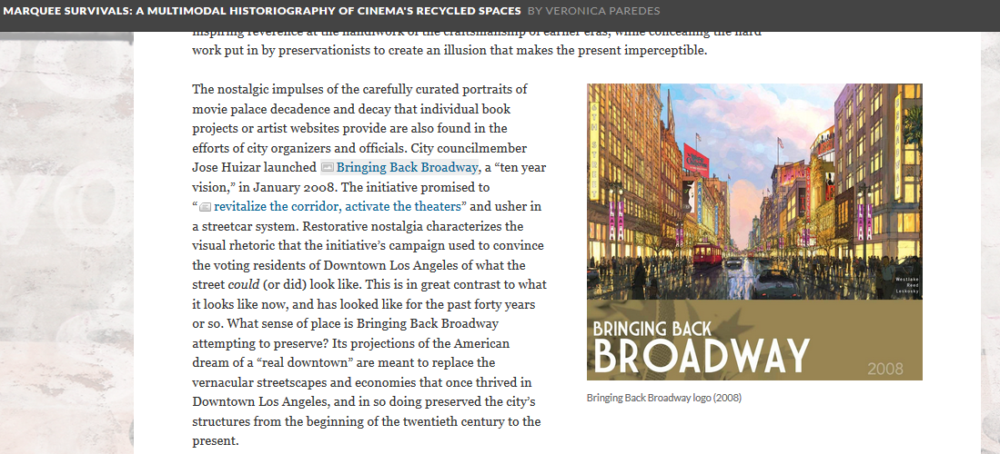 MARQUEE SURVIVALS: A MULTIMODAL HISTORIOGRAPHY OF CINEMA'S RECYCLED SPACES BY VERONICA PAREDES
inspiring reverence at the handiwork of the craftsmanship of earlier eras, while concealing the hard
work put in by preservationists to create an illusion that makes the present imperceptible.
The nostalgic impulses of the carefully curated portraits of
movie palace decadence and decay that individual book
projects or artist websites provide are also found in the
efforts of city organizers and officials. City councilmember
Jose Huizar launched Bringing Back Broadway, a “ten year
vision,” in January 2008. The initiative promised to
“revitalize the corridor, activate the theaters” and usher in
a streetcar system. Restorative nostalgia characterizes the
visual rhetoric that the initiative’s campaign used to convince
the voting residents of Downtown Los Angeles of what the
street could (or did) look like. This is in great contrast to what
it looks like now, and has looked like for the past forty years
or so. What sense of place is Bringing Back Broadway
attempting to preserve? Its projections of the American
dream of a “real downtown” are meant to replace the
vernacular streetscapes and economies that once thrived in
Downtown Los Angeles, and in so doing preserved the city’s
structures from the beginning of the twentieth century to the
present.
Westlake
Reed
Leskosky
BRINGING BACK
BROADWAY
2008
Bringing Back Broadway logo (2008)